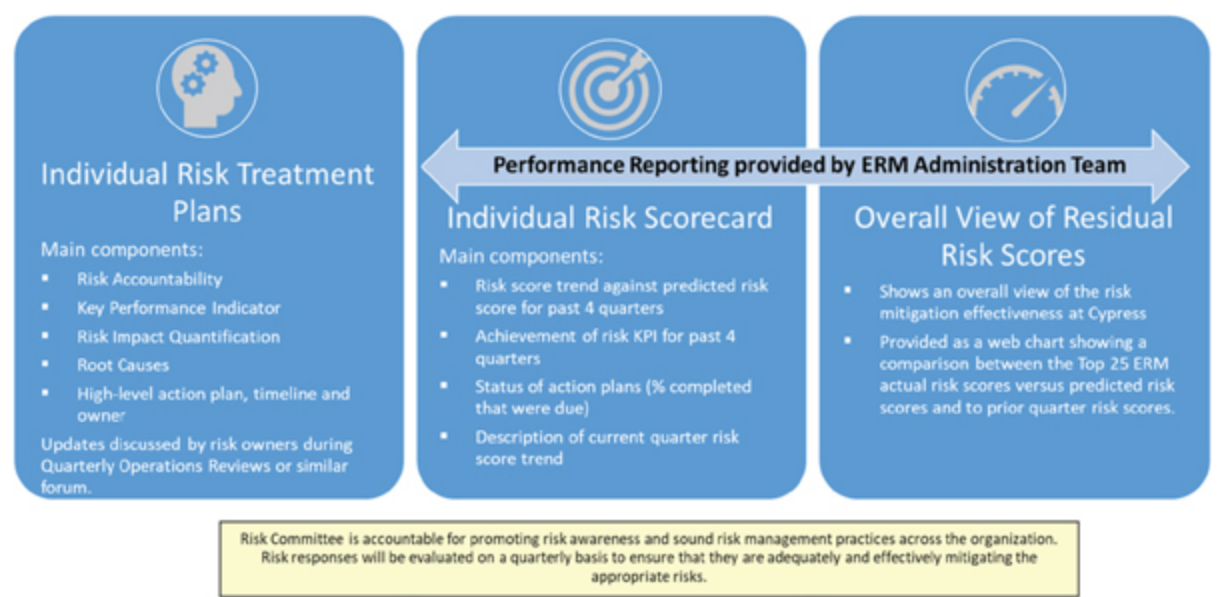 Individual Risk Treatment
Plans
Main components:
▪ Risk Accountability
▪ Key Performance Indicator
▪ Risk Impact Quantification
▪ Root Causes
▪ High-level action plan, timeline and
owner
Updates discussed by risk owners during
Quarterly Operations Reviews or similar
forum.
Performance Reporting provided by ERM Administration Team
Individual Risk Scorecard
Main components:
▪ Risk score trend against predicted risk
score for past 4 quarters
▪ Achievement of risk KPI for past 4
quarters
▪ Status of action plans (% completed
that were due)
▪ Description of current quarter risk
score trend
Overall View of Residual
Risk Scores
▪ Shows an overall view of the risk
mitigation effectiveness at Cypress
▪ Provided as a web chart showing a
comparison between the Top 25 ERM
actual risk scores versus predicted risk
scores and to prior quarter risk scores.
Risk Committee is accountable for promoting risk awareness and sound risk management practices across the organization.
Risk responses will be evaluated on a quarterly basis to ensure that they are adequately and effectively mitigating the
appropriate risks.